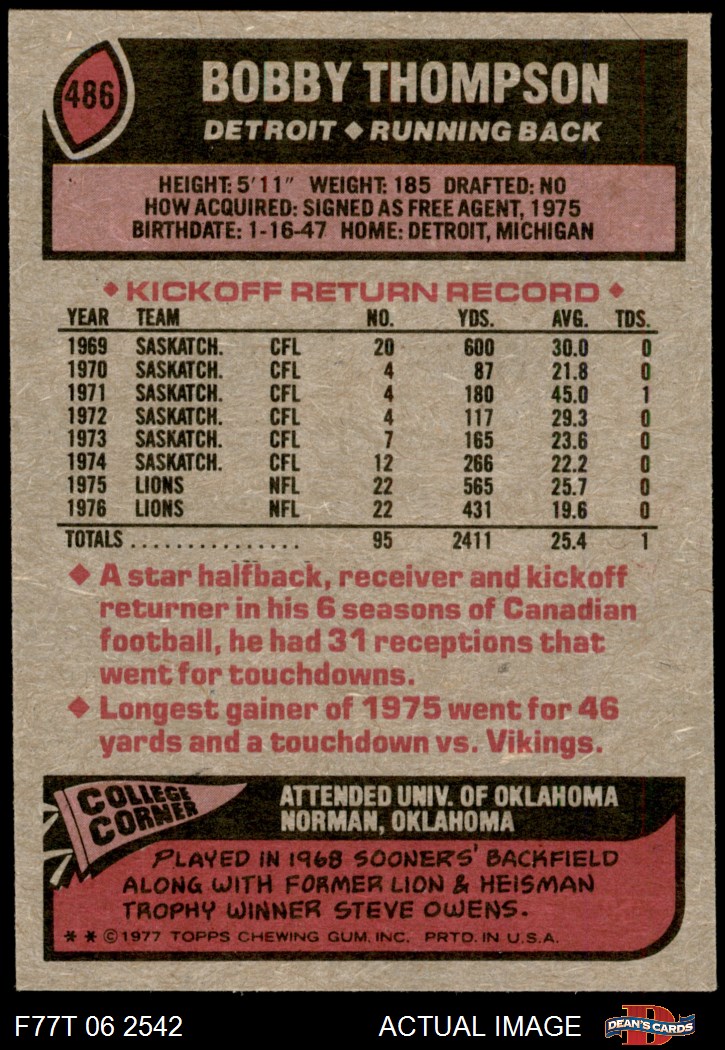 486
BOBBY THOMPSON
DETROIT ◆ RUNNING BACK
HEIGHT: 5'11" WEIGHT: 185 DRAFTED: NO
HOW ACQUIRED: SIGNED AS FREE AGENT, 1975
BIRTHDATE: 1-16-47 HOME: DETROIT, MICHIGAN
◆ KICKOFF RETURN RECORD ◆
YEAR TEAM NO. YDS. AVG. TDS.
1969 SASKATCH. CFL 20 600 30.0 0
1970 SASKATCH. CFL 4 87 21.8 0
1971 SASKATCH. CFL 4 180 45.0 1
1972 SASKATCH. CFL 4 117 29.3 0
1973 SASKATCH. CFL 7 165 23.6 0
1974 SASKATCH. CFL 12 266 22.2 0
1975 LIONS NFL 22 565 25.7 0
1976 LIONS NFL 22 431 19.6 0
TOTALS ................ 95 2411 25.4 1
◆ A star halfback, receiver and kickoff
returner in his 6 seasons of Canadian
football, he had 31 receptions that
went for touchdowns.
◆ Longest gainer of 1975 went for 46
yards and a touchdown vs. Vikings.
COLLEGE
CORNER
ATTENDED UNIV. OF OKLAHOMA
NORMAN, OKLAHOMA
PLAYED IN 1968 SOONERS' BACKFIELD
ALONG WITH FORMER LION & HEISMAN
TROPHY WINNER STEVE OWENS.
* * © 1977 TOPPS CHEWING GUM, INC. PRTD. IN U.S.A.
F77T 06 2542 ACTUAL IMAGE
D
DEAN'S CARDS